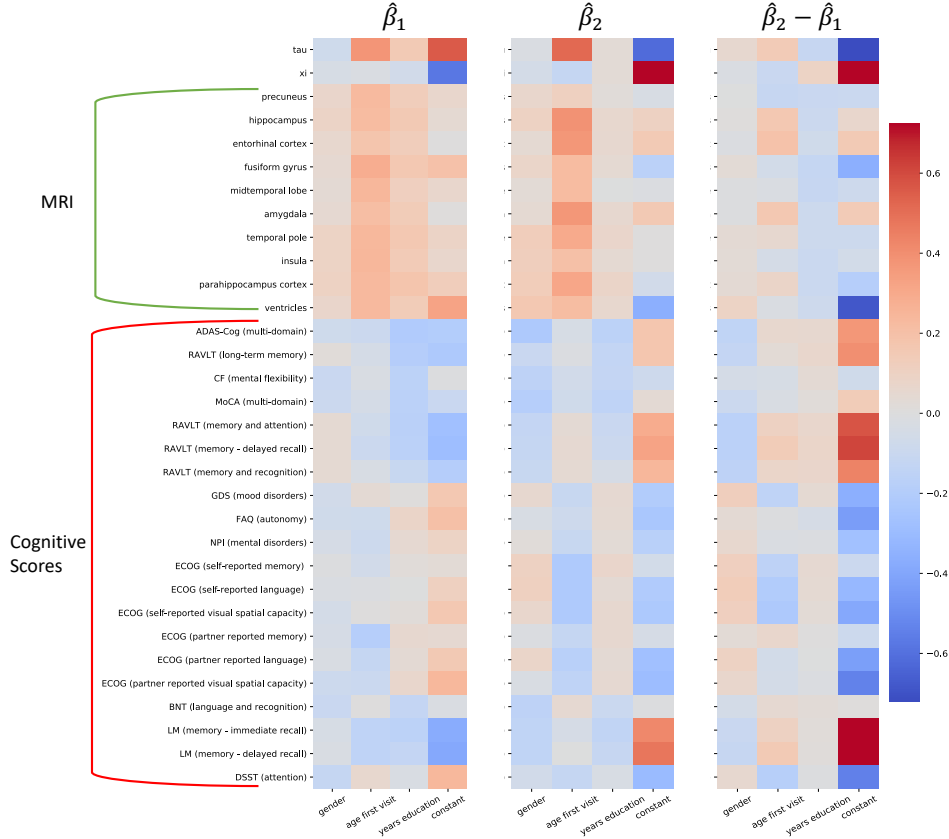 β̂₁ β̂₂ β̂₂ − β̂₁
tau
xi
precuneus
hippocampus
entorhinal cortex
fusiform gyrus
midtemporal lobe
amygdala
temporal pole
insula
parahippocampus cortex
ventricles
MRI
ADAS-Cog (multi-domain)
RAVLT (long-term memory)
CF (mental flexibility)
MoCA (multi-domain)
RAVLT (memory and attention)
RAVLT (memory - delayed recall)
RAVLT (memory and recognition)
GDS (mood disorders)
FAQ (autonomy)
NPI (mental disorders)
ECOG (self-reported memory)
ECOG (self-reported language)
ECOG (self-reported visual spatial capacity)
ECOG (partner reported memory)
ECOG (partner reported language)
ECOG (partner reported visual spatial capacity)
BNT (language and recognition)
LM (memory - immediate recall)
LM (memory - delayed recall)
DSST (attention)
Cognitive
Scores
gender age first visit years education constant
gender age first visit years education constant
gender age first visit years education constant
0.6
0.4
0.2
0.0
−0.2
−0.4
−0.6